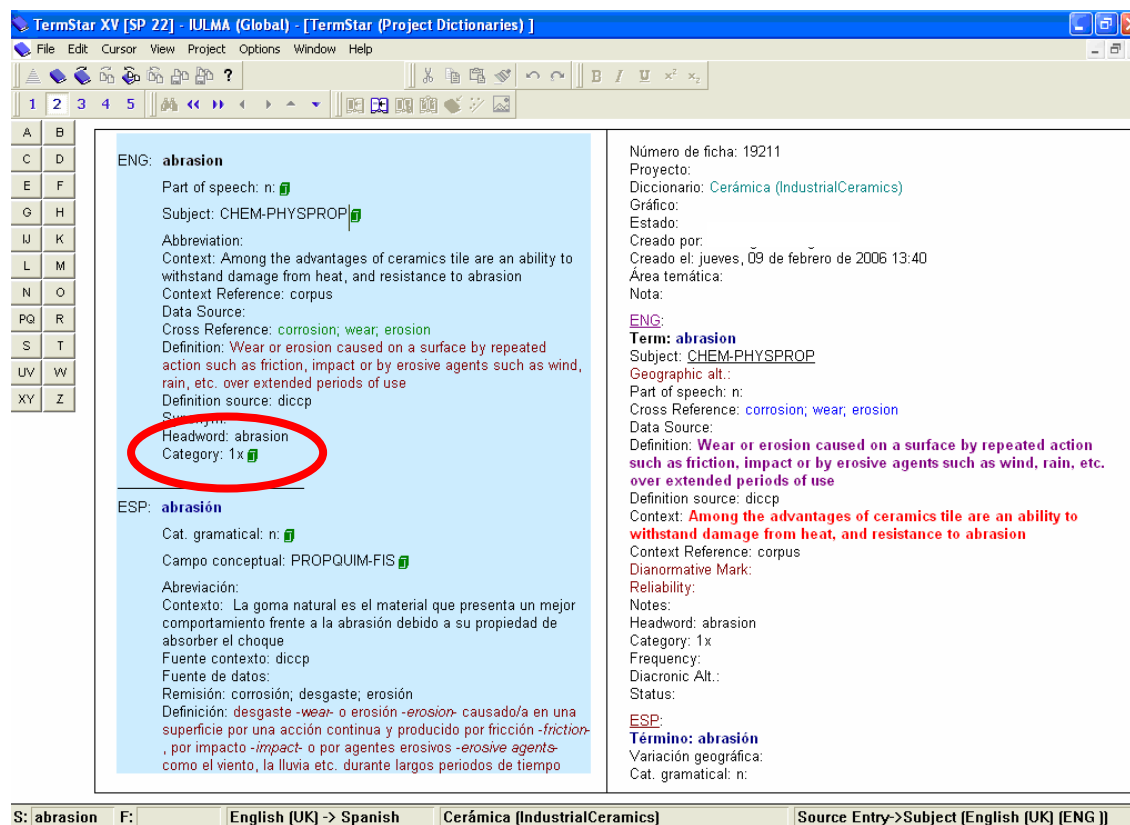 TermStar XV [SP 22] - IULMA (Global) - [TermStar (Project Dictionaries) ]
File Edit Cursor View Project Options Window Help
? B I U x² x₂
1 2 3 4 5
A B
C D
E F
G H
IJ K
L M
N O
PQ R
S T
UV W
XY Z
ENG: abrasion
Part of speech: n:
Subject: CHEM-PHYSPROP
Abbreviation:
Context: Among the advantages of ceramics tile are an ability to
withstand damage from heat, and resistance to abrasion
Context Reference: corpus
Data Source:
Cross Reference: corrosion; wear; erosion
Definition: Wear or erosion caused on a surface by repeated
action such as friction, impact or by erosive agents such as wind,
rain, etc. over extended periods of use
Definition source: diccp
Synonym:
Headword: abrasion
Category: 1x
ESP: abrasión
Cat. gramatical: n:
Campo conceptual: PROPQUIM-FIS
Abreviación:
Contexto: La goma natural es el material que presenta un mejor
comportamiento frente a la abrasión debido a su propiedad de
absorber el choque
Fuente contexto: diccp
Fuente de datos:
Remisión: corrosión; desgaste; erosión
Definición: desgaste -wear- o erosión -erosion- causado/a en una
superficie por una acción continua y producido por fricción -friction-
, por impacto -impact- o por agentes erosivos -erosive agents-
como el viento, la lluvia etc. durante largos periodos de tiempo
Número de ficha: 19211
Proyecto:
Diccionario: Cerámica (IndustrialCeramics)
Gráfico:
Estado:
Creado por:
Creado el: jueves, 09 de febrero de 2006 13:40
Área temática:
Nota:
ENG:
Term: abrasion
Subject: CHEM-PHYSPROP
Geographic alt.:
Part of speech: n:
Cross Reference: corrosion; wear; erosion
Data Source:
Definition: Wear or erosion caused on a surface by repeated action
such as friction, impact or by erosive agents such as wind, rain, etc.
over extended periods of use
Definition source: diccp
Context: Among the advantages of ceramics tile are an ability to
withstand damage from heat, and resistance to abrasion
Context Reference: corpus
Dianormative Mark:
Reliability:
Notes:
Headword: abrasion
Category: 1x
Frequency:
Diacronic Alt.:
Status:
ESP:
Término: abrasión
Variación geográfica:
Cat. gramatical: n:
S: abrasion F: English (UK) -> Spanish Cerámica (IndustrialCeramics) Source Entry->Subject (English (UK) (ENG ))